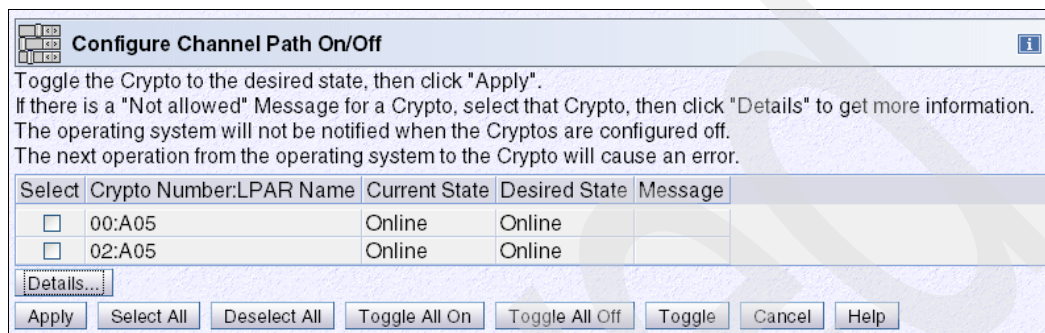 Configure Channel Path On/Off
i
Toggle the Crypto to the desired state, then click "Apply".
If there is a "Not allowed" Message for a Crypto, select that Crypto, then click "Details" to get more information.
The operating system will not be notified when the Cryptos are configured off.
The next operation from the operating system to the Crypto will cause an error.
Select Crypto Number:LPAR Name Current State Desired State Message
00:A05 Online Online
02:A05 Online Online
Details...
Apply Select All Deselect All Toggle All On Toggle All Off Toggle Cancel Help